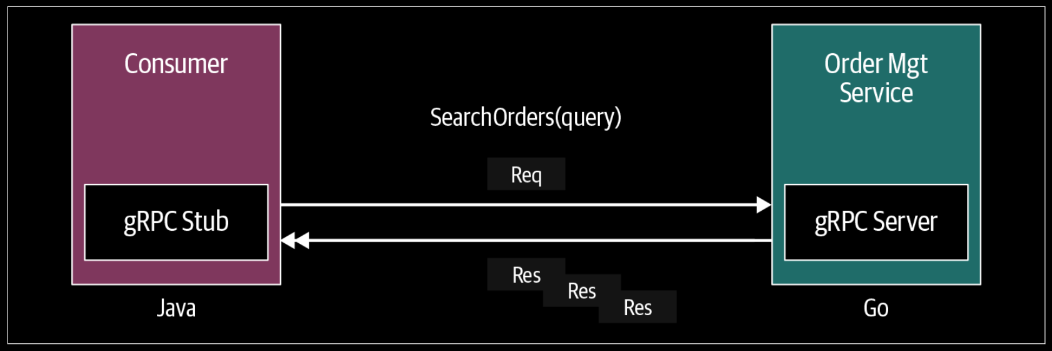 Consumer
Order Mgt
Service
SearchOrders(query)
Req
gRPC Stub
gRPC Server
Res
Res
Res
Java
Go